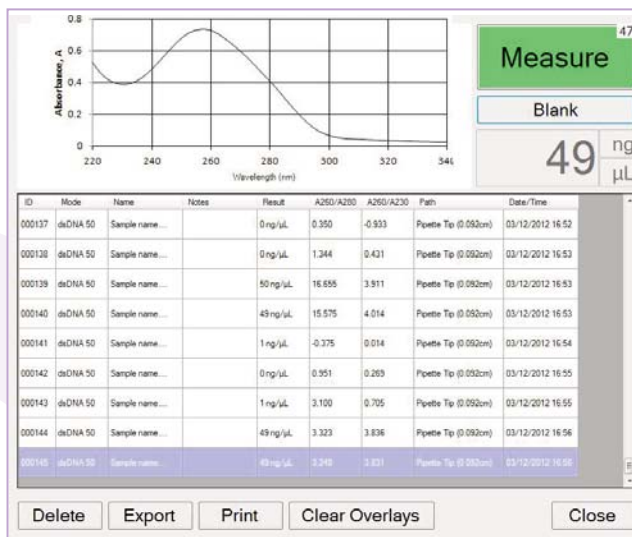 0.8
0.6
0.4
0.2
0
Absorbance, A
220 240 260 280 300 320 340
Wavelength (nm)
47
Measure
Blank
49 ng
µL
ID Mode Name Notes Result A260/A280 A260/A230 Path Date/Time
000137 dsDNA 50 Sample name.... 0 ng/µL 0.350 -0.933 Pipette Tip (0.092cm) 03/12/2012 16:52
000138 dsDNA 50 Sample name.... 0 ng/µL 1.344 0.431 Pipette Tip (0.092cm) 03/12/2012 16:53
000139 dsDNA 50 Sample name.... 50 ng/µL 16.655 3.911 Pipette Tip (0.092cm) 03/12/2012 16:53
000140 dsDNA 50 Sample name.... 49 ng/µL 15.575 4.014 Pipette Tip (0.092cm) 03/12/2012 16:53
000141 dsDNA 50 Sample name.... 1 ng/µL -0.375 0.014 Pipette Tip (0.092cm) 03/12/2012 16:54
000142 dsDNA 50 Sample name.... 0 ng/µL 0.951 0.269 Pipette Tip (0.092cm) 03/12/2012 16:55
000143 dsDNA 50 Sample name.... 1 ng/µL 3.100 0.705 Pipette Tip (0.092cm) 03/12/2012 16:55
000144 dsDNA 50 Sample name.... 49 ng/µL 3.323 3.836 Pipette Tip (0.092cm) 03/12/2012 16:56
000145 dsDNA 50 Sample name.... 49 ng/µL 3.831 Pipette Tip (0.092cm) 03/12/2012
Delete Export Print Clear Overlays Close